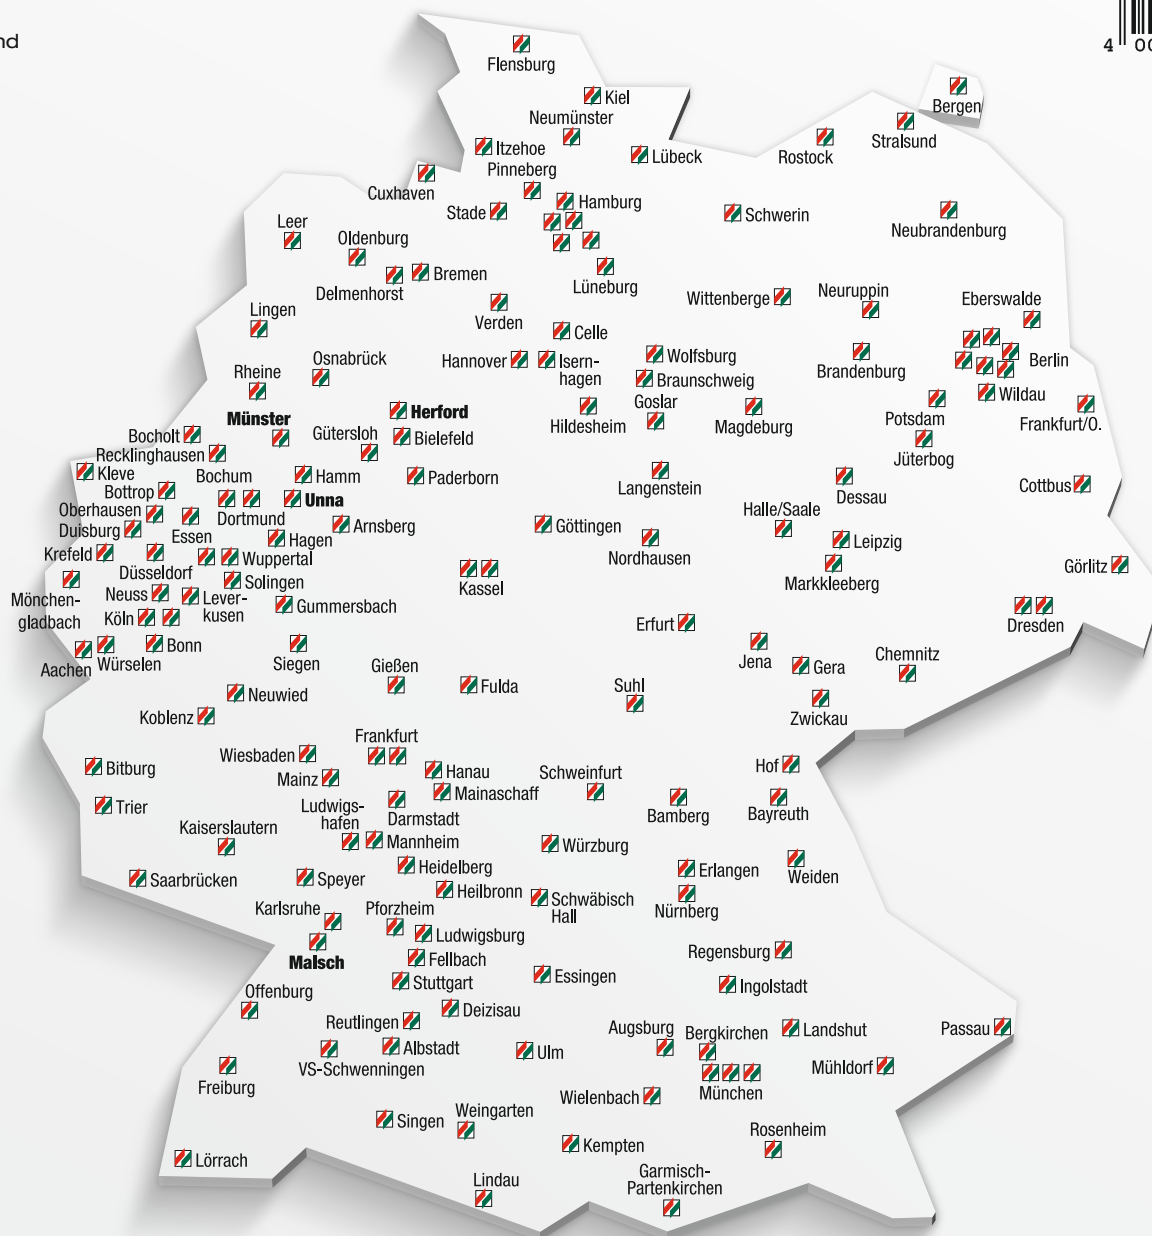 nd
4 00
Flensburg
Kiel
Bergen
Neumünster
Stralsund
Itzehoe
Lübeck
Rostock
Pinneberg
Cuxhaven
Hamburg
Stade
Schwerin
Leer
Neubrandenburg
Oldenburg
Bremen
Lüneburg
Delmenhorst
Wittenberge
Neuruppin
Eberswalde
Lingen
Verden
Celle
Berlin
Osnabrück
Hannover
Isern-
hagen
Wolfsburg
Rheine
Braunschweig
Brandenburg
Wildau
Goslar
Potsdam
Münster
Herford
Hildesheim
Magdeburg
Frankfurt/O.
Bocholt
Gütersloh
Bielefeld
Recklinghausen
Jüterbog
Kleve
Bochum
Hamm
Paderborn
Langenstein
Cottbus
Bottrop
Unna
Dessau
Oberhausen
Dortmund
Halle/Saale
Duisburg
Essen
Arnsberg
Göttingen
Hagen
Leipzig
Krefeld
Wuppertal
Nordhausen
Görlitz
Düsseldorf
Solingen
Kassel
Markkleeberg
Mönchen-
gladbach
Neuss
Lever-
kusen
Gummersbach
Köln
Erfurt
Dresden
Bonn
Aachen
Würselen
Siegen
Gießen
Jena
Gera
Chemnitz
Neuwied
Fulda
Suhl
Koblenz
Zwickau
Frankfurt
Wiesbaden
Hof
Bitburg
Mainz
Hanau
Schweinfurt
Mainaschaff
Trier
Ludwigs-
hafen
Darmstadt
Bamberg
Bayreuth
Kaiserslautern
Mannheim
Würzburg
Heidelberg
Erlangen
Weiden
Saarbrücken
Speyer
Heilbronn
Schwäbisch
Hall
Nürnberg
Karlsruhe
Pforzheim
Ludwigsburg
Regensburg
Malsch
Fellbach
Essingen
Stuttgart
Ingolstadt
Offenburg
Deizisau
Reutlingen
Augsburg
Bergkirchen
Landshut
Passau
Albstadt
Ulm
VS-Schwenningen
Mühldorf
Freiburg
Wielenbach
München
Singen
Weingarten
Rosenheim
Kempten
Lörrach
Garmisch-
Partenkirchen
Lindau